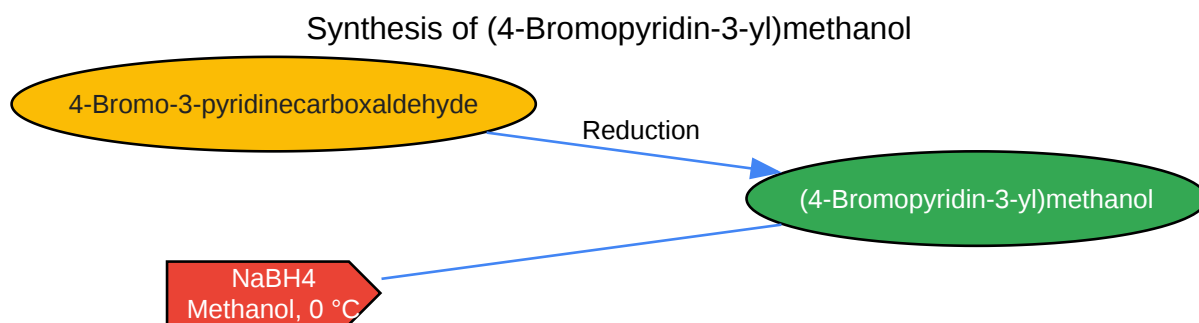 Synthesis of (4-Bromopyridin-3-yl)methanol
4-Bromo-3-pyridinecarboxaldehyde
Reduction
(4-Bromopyridin-3-yl)methanol
NaBH4
Methanol, 0 °C